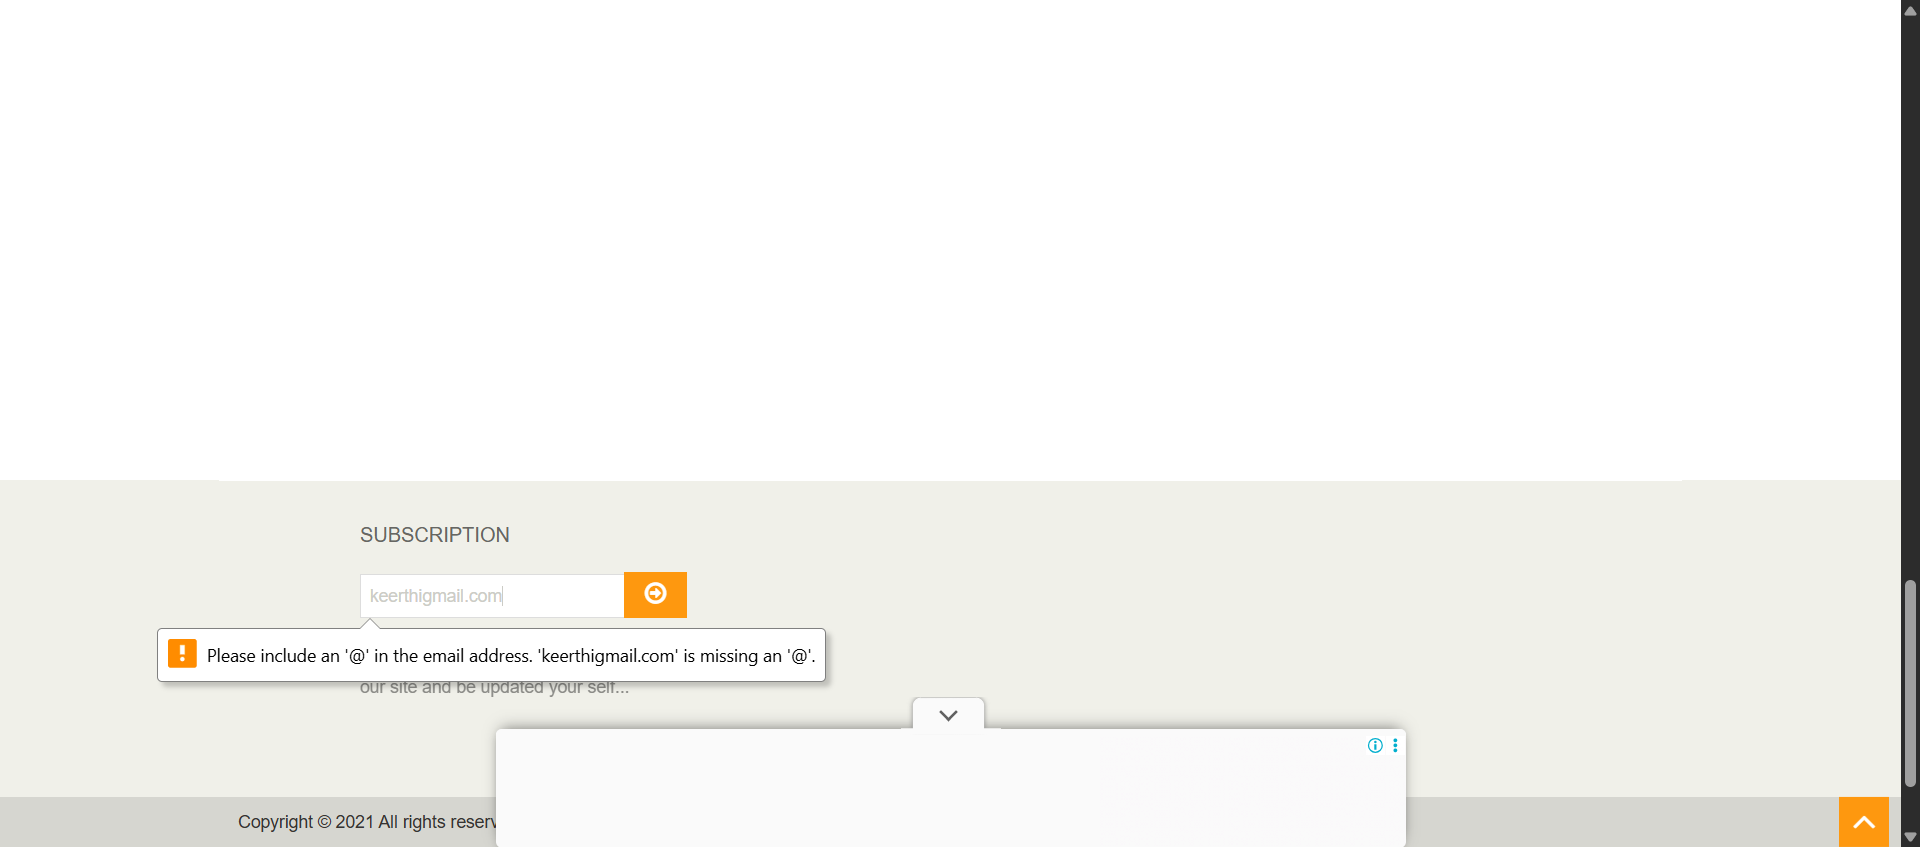 SUBSCRIPTION
keerthigmail.com
Please include an '@' in the email address. 'keerthigmail.com' is missing an '@'.
our site and be updated your self...
Copyright © 2021 All rights reserv